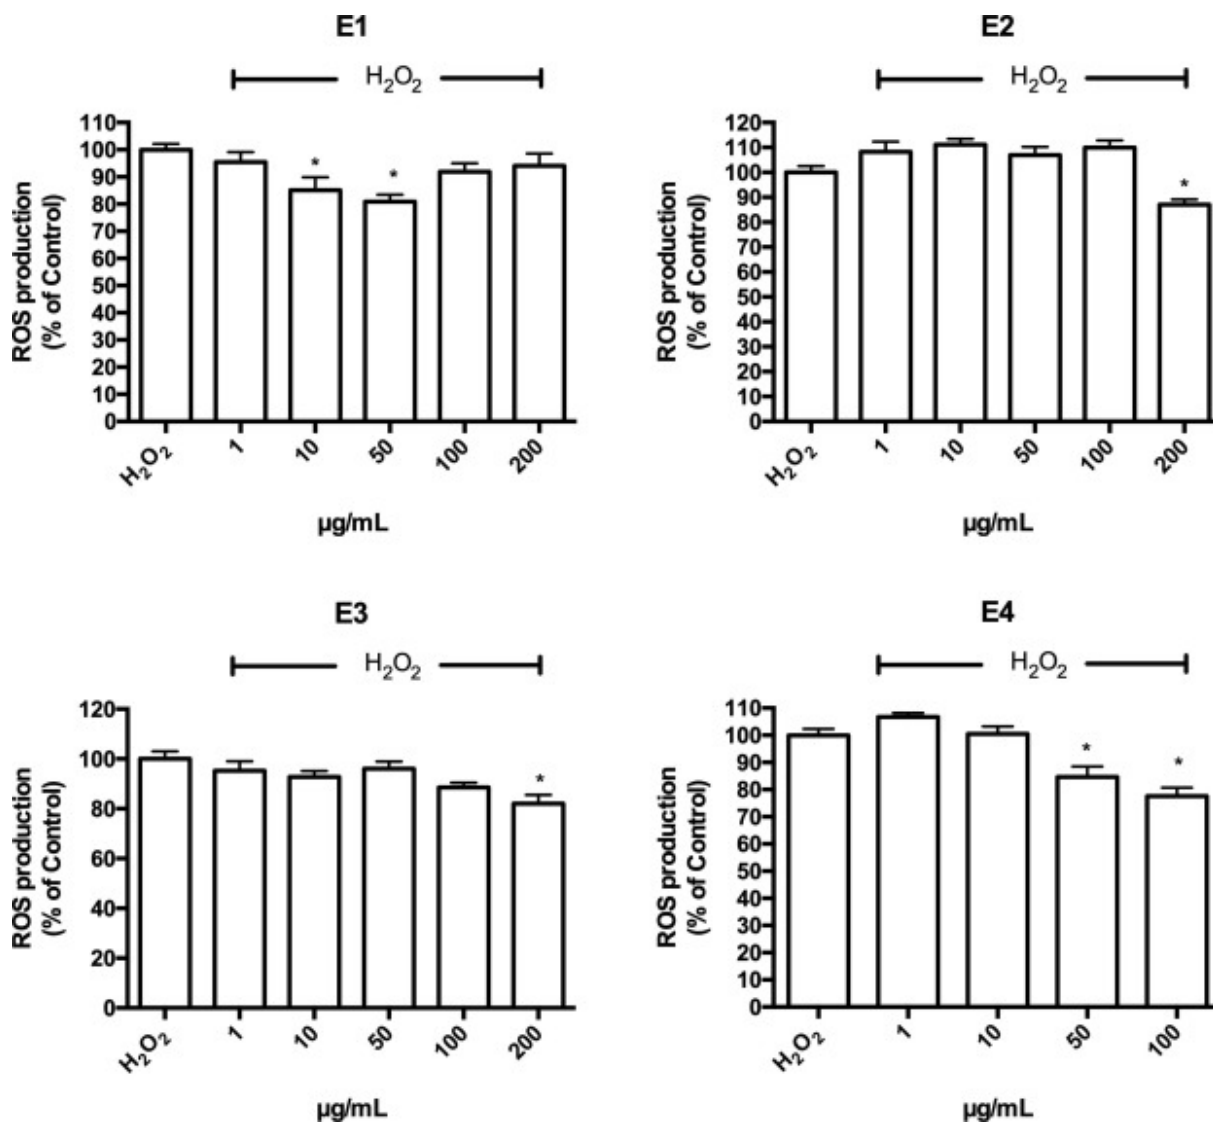 E1
H₂O₂
110
100
90
80
70
60
50
40
30
20
10
0
ROS production
(% of Control)
*
*
H₂O₂ 1 10 50 100 200
µg/mL
E2
H₂O₂
120
110
100
90
80
70
60
50
40
30
20
10
0
ROS production
(% of Control)
*
H₂O₂ 1 10 50 100 200
µg/mL
E3
H₂O₂
120
100
80
60
40
20
0
ROS production
(% of Control)
*
H₂O₂ 1 10 50 100 200
µg/mL
E4
H₂O₂
110
100
90
80
70
60
50
40
30
20
10
0
ROS production
(% of Control)
*
*
H₂O₂ 1 10 50 100
µg/mL